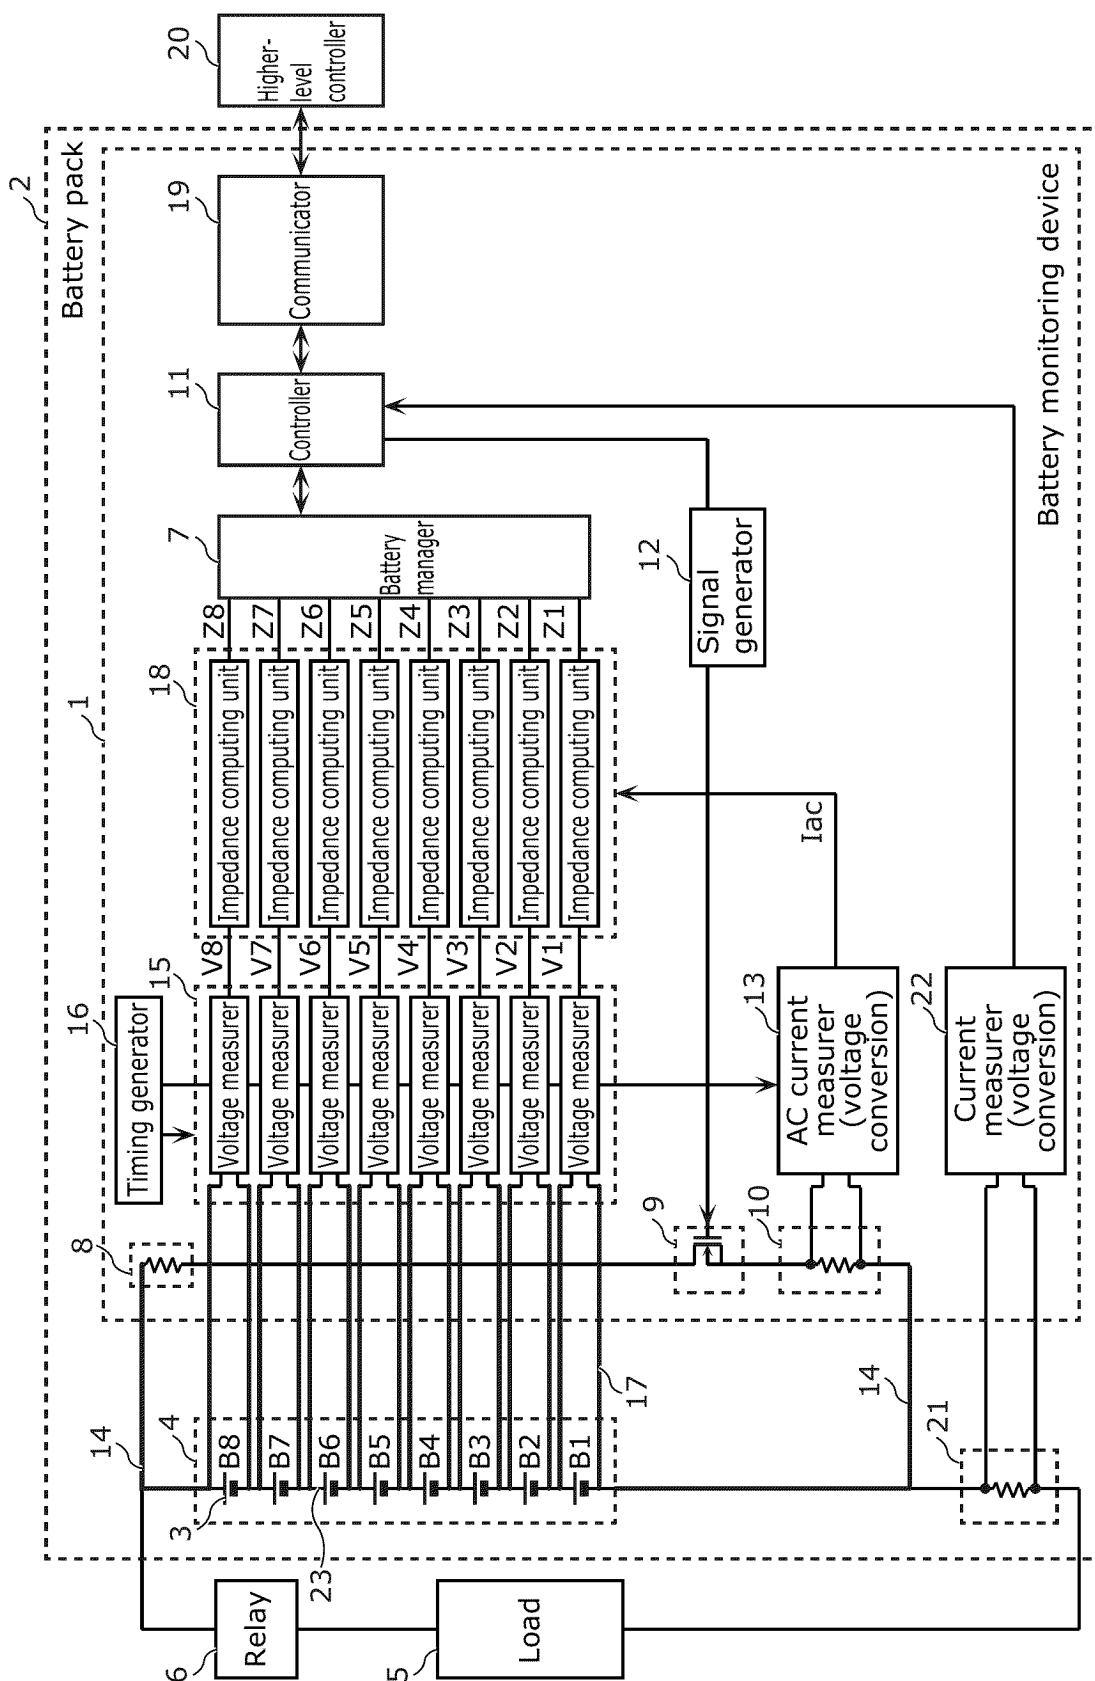 2
Battery pack
1
Battery monitoring device
20
Higher-
level
controller
19
Communicator
11
Controller
7
Battery
manager
12
Signal
generator
Z8
Z7
Z6
Z5
Z4
Z3
Z2
Z1
18
Impedance computing unit
Impedance computing unit
Impedance computing unit
Impedance computing unit
Impedance computing unit
Impedance computing unit
Impedance computing unit
Impedance computing unit
Iac
V8
V7
V6
V5
V4
V3
V2
V1
16
Timing generator
15
Voltage measurer
Voltage measurer
Voltage measurer
Voltage measurer
Voltage measurer
Voltage measurer
Voltage measurer
Voltage measurer
13
AC current
measurer
(voltage
conversion)
22
Current
measurer
(voltage
conversion)
8
9
10
17
14
14
4
B8
B7
B6
B5
B4
B3
B2
B1
3
23
21
6
Relay
5
Load